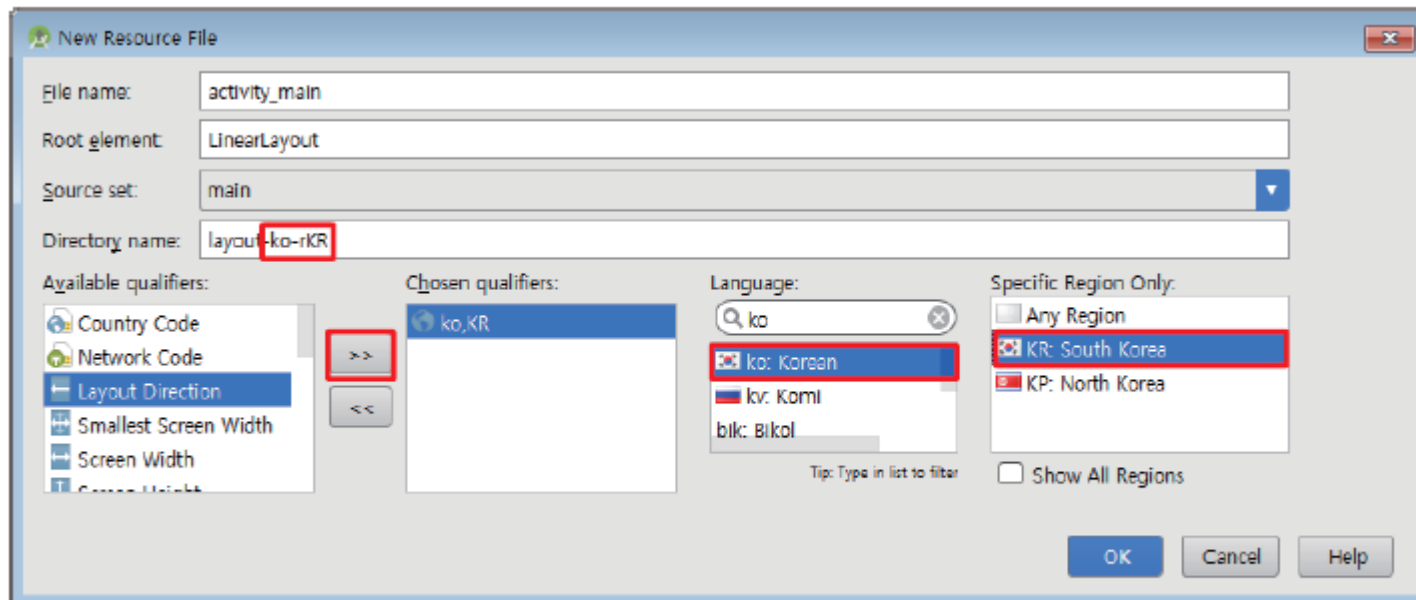 New Resource File
File name: activity_main
Root element: LinearLayout
Source set: main
Directory name: layout-ko-rKR
Available qualifiers: Chosen qualifiers: Language: Specific Region Only:
Country Code
Network Code
Layout Direction
Smallest Screen Width
Screen Width
Screen Height
>>
<<
ko,KR
ko
ko: Korean
kv: Komi
bik: Bikol
Tip: Type in list to filter
Any Region
KR: South Korea
KP: North Korea
Show All Regions
OK Cancel Help